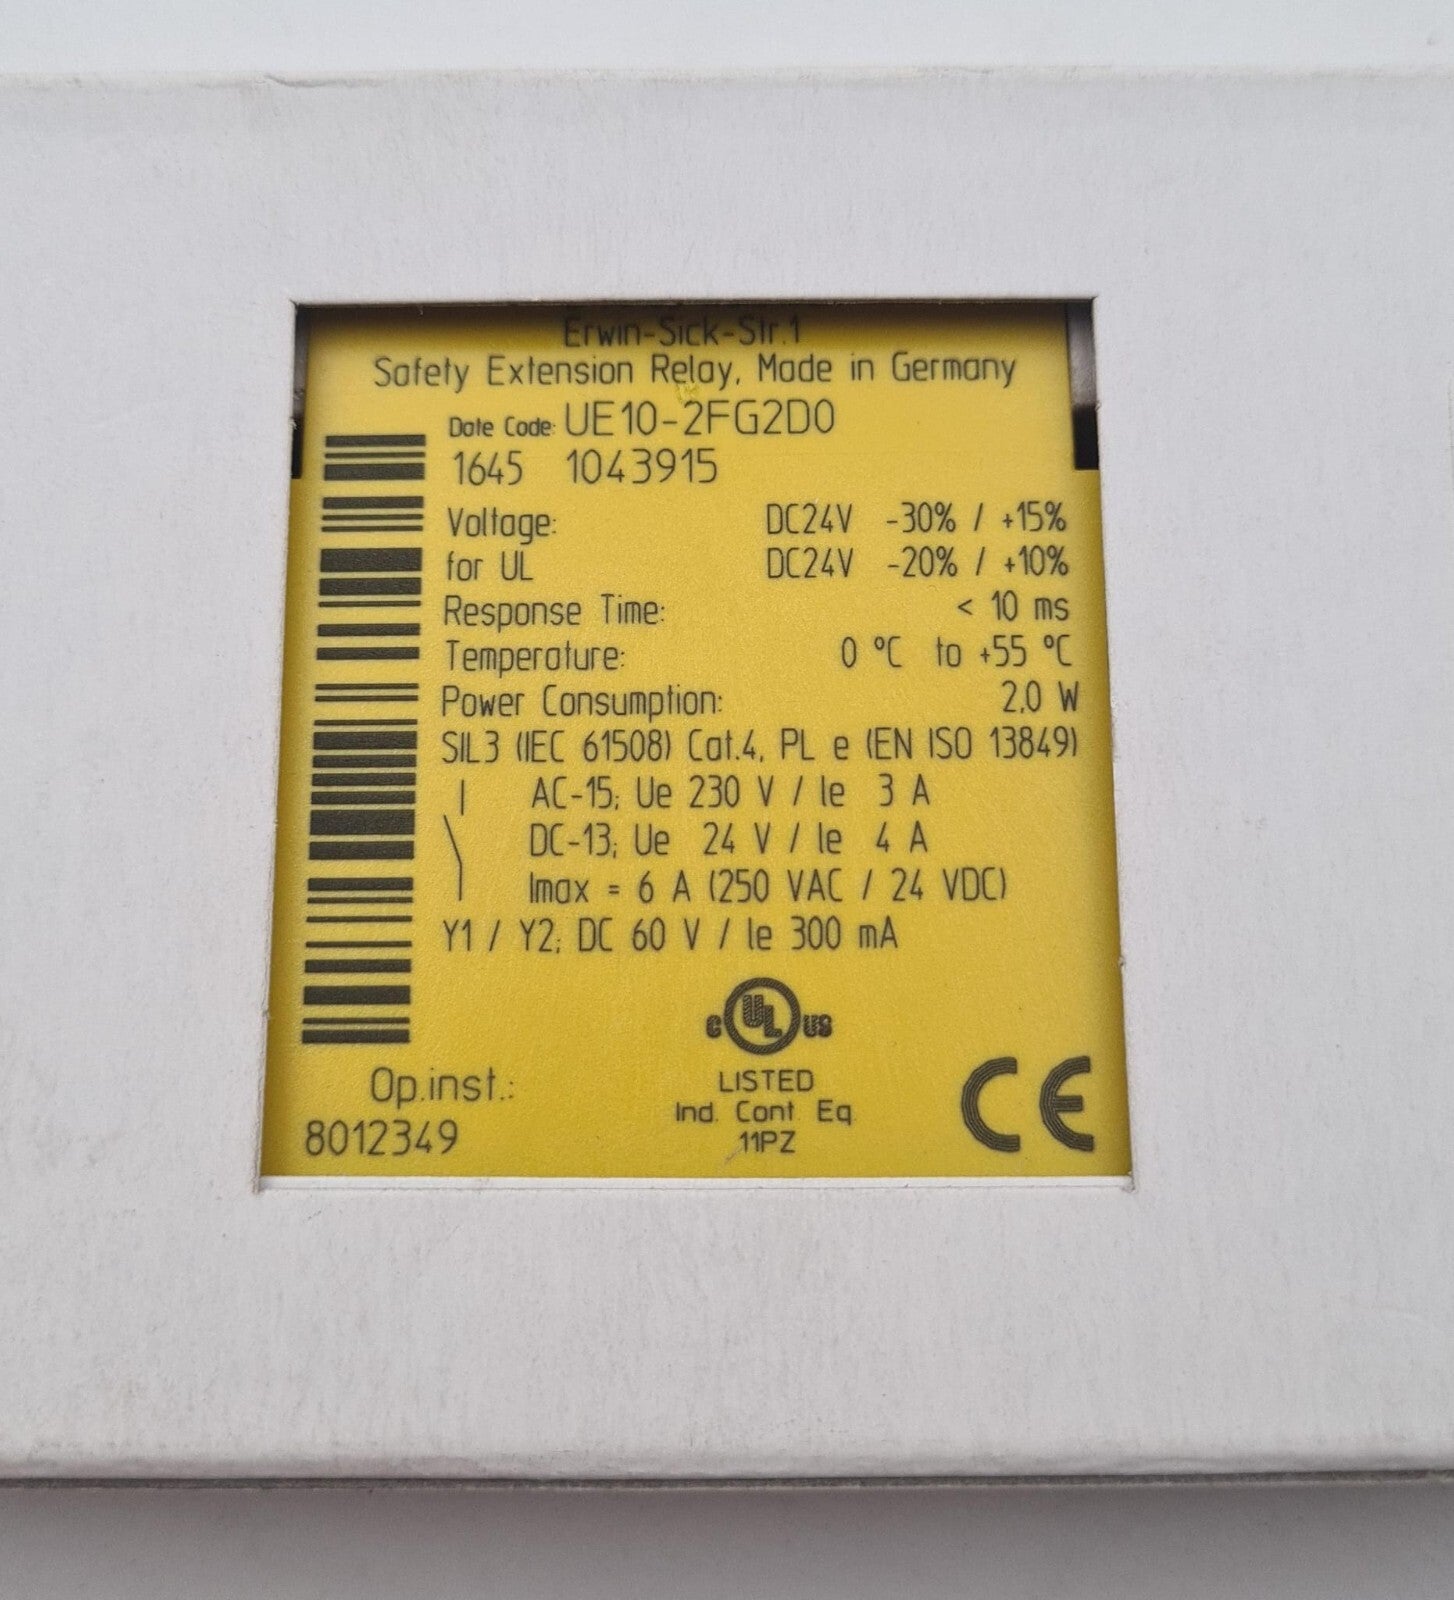 Erwin-Sick-Str.1
Safety Extension Relay, Made in Germany
Date Code: UE10-2FG2D0
1645 1043915
Voltage: DC24V -30% / +15%
for UL DC24V -20% / +10%
Response Time: < 10 ms
Temperature: 0 °C to +55 °C
Power Consumption: 2,0 W
SIL3 (IEC 61508) Cat.4, PL e (EN ISO 13849)
AC-15; Ue 230 V / Ie 3 A
DC-13; Ue 24 V / Ie 4 A
Imax = 6 A (250 VAC / 24 VDC)
Y1 / Y2; DC 60 V / Ie 300 mA
c UL us
LISTED
Ind. Cont. Eq.
11PZ
CE
Op.inst.:
8012349